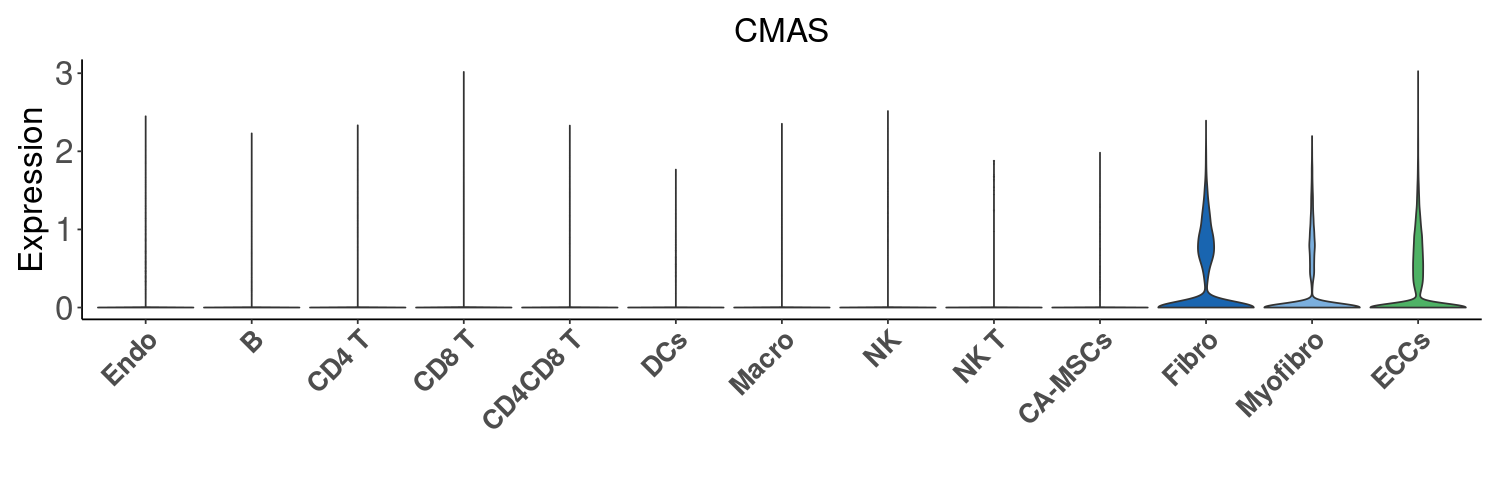 CMAS
Expression
3
2
1
0
Endo
B
CD4 T
CD8 T
CD4CD8 T
DCs
Macro
NK
NK T
CA-MSCs
Fibro
Myofibro
ECCs